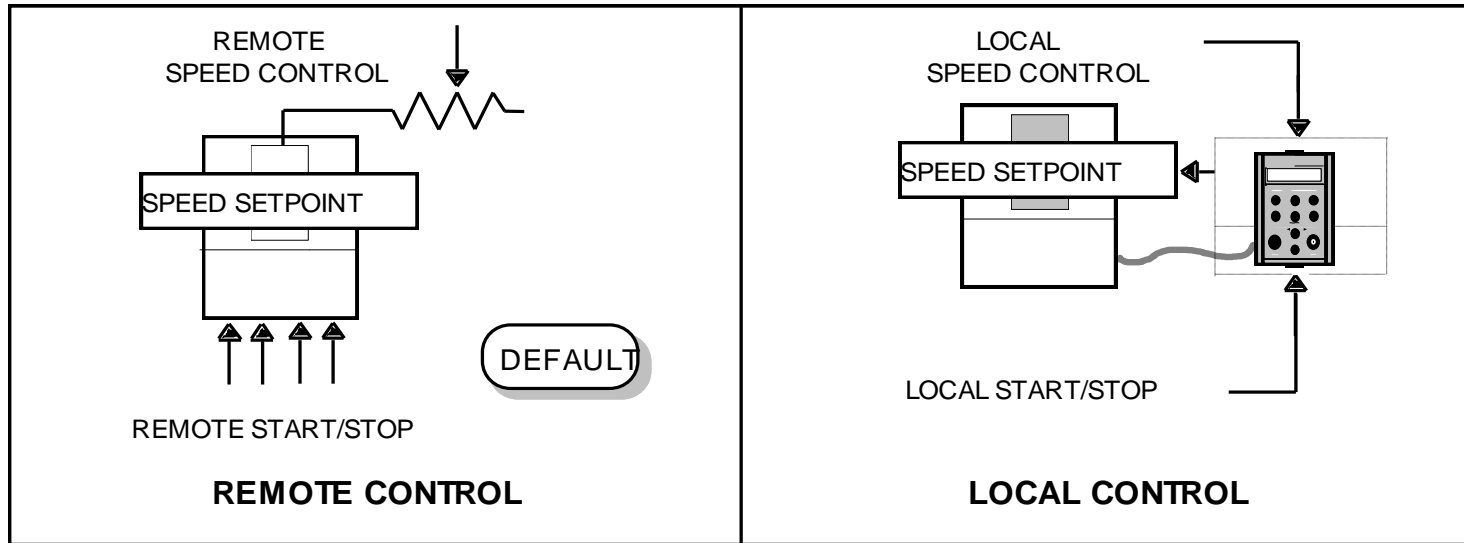 REMOTE
SPEED CONTROL
SPEED SETPOINT
DEFAULT
REMOTE START/STOP
REMOTE CONTROL
LOCAL
SPEED CONTROL
SPEED SETPOINT
LOCAL START/STOP
LOCAL CONTROL